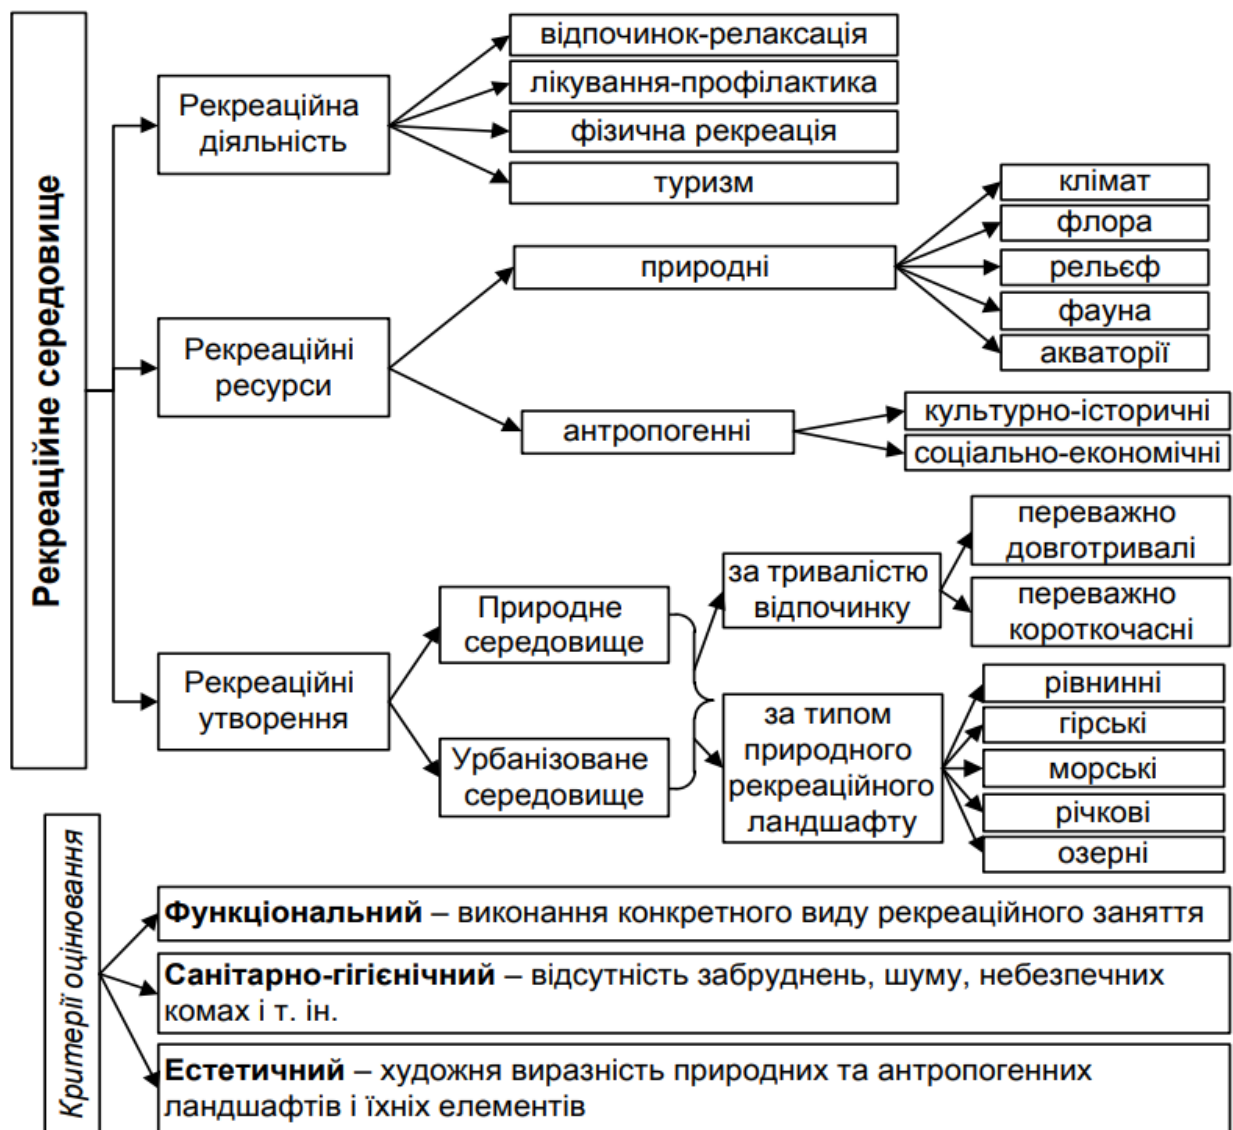 Рекреаційне середовище
Рекреаційна
діяльність
відпочинок-релаксація
лікування-профілактика
фізична рекреація
туризм
Рекреаційні
ресурси
природні
клімат
флора
рельєф
фауна
акваторії
антропогенні
культурно-історичні
соціально-економічні
Рекреаційні
утворення
Природне
середовище
Урбанізоване
середовище
за тривалістю
відпочинку
переважно
довготривалі
переважно
короткочасні
за типом
природного
рекреаційного
ландшафту
рівнинні
гірські
морські
річкові
озерні
Критерії оцінювання
Функціональний – виконання конкретного виду рекреаційного заняття
Санітарно-гігієнічний – відсутність забруднень, шуму, небезпечних
комах і т. ін.
Естетичний – художня виразність природних та антропогенних
ландшафтів і їхніх елементів